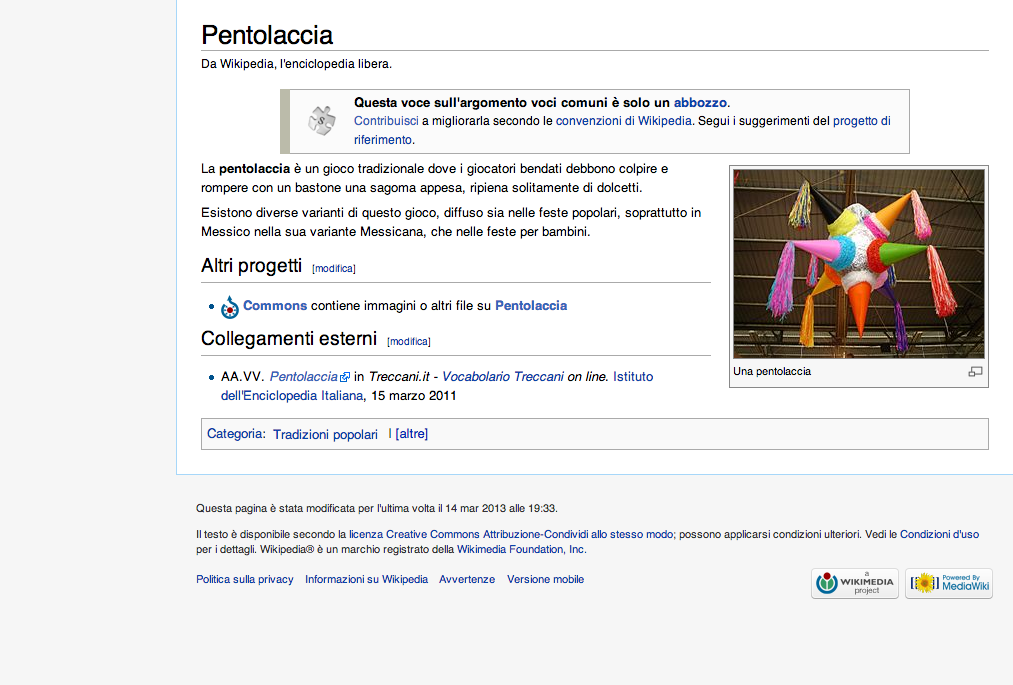 Pentolaccia
Da Wikipedia, l'enciclopedia libera.
Questa voce sull'argomento voci comuni è solo un abbozzo.
Contribuisci a migliorarla secondo le convenzioni di Wikipedia. Segui i suggerimenti del progetto di
riferimento.
La pentolaccia è un gioco tradizionale dove i giocatori bendati debbono colpire e
rompere con un bastone una sagoma appesa, ripiena solitamente di dolcetti.
Esistono diverse varianti di questo gioco, diffuso sia nelle feste popolari, soprattutto in
Messico nella sua variante Messicana, che nelle feste per bambini.
Una pentolaccia
Altri progetti [modifica]
Commons contiene immagini o altri file su Pentolaccia
Collegamenti esterni [modifica]
AA.VV. Pentolaccia in Treccani.it - Vocabolario Treccani on line. Istituto
dell'Enciclopedia Italiana, 15 marzo 2011
Categoria: Tradizioni popolari | [altre]
Questa pagina è stata modificata per l'ultima volta il 14 mar 2013 alle 19:33.
Il testo è disponibile secondo la licenza Creative Commons Attribuzione-Condividi allo stesso modo; possono applicarsi condizioni ulteriori. Vedi le Condizioni d'uso
per i dettagli. Wikipedia® è un marchio registrato della Wikimedia Foundation, Inc.
Politica sulla privacy Informazioni su Wikipedia Avvertenze Versione mobile
a
WIKIMEDIA
project
Powered By
MediaWiki